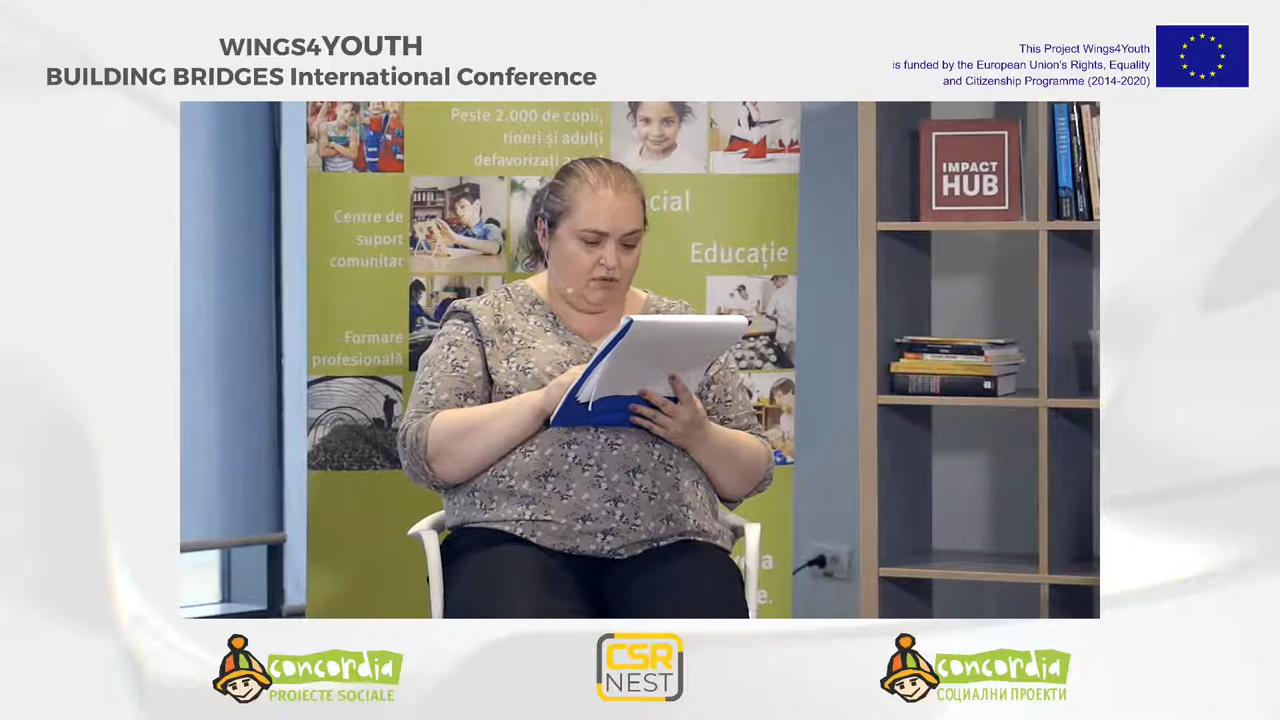 WINGS4YOUTH
BUILDING BRIDGES International Conference
This Project Wings4Youth
is funded by the European Union's Rights, Equality
and Citizenship Programme (2014-2020)
Peste 2.000 de copii,
tineri și adulți
defavorizați
Centre de
suport
comunitar
Educație
Formare
profesională
IMPACT
HUB
concordia
PROIECTE SOCIALE
CSR
NEST
concordia
СОЦИАЛНИ ПРОЕКТИ